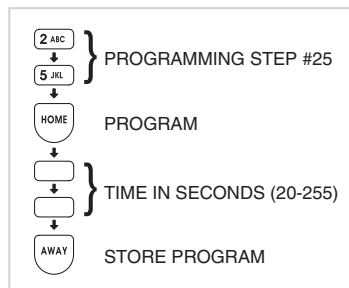 2 ABC
5 JKL
PROGRAMMING STEP #25
HOME
PROGRAM
TIME IN SECONDS (20-255)
AWAY
STORE PROGRAM